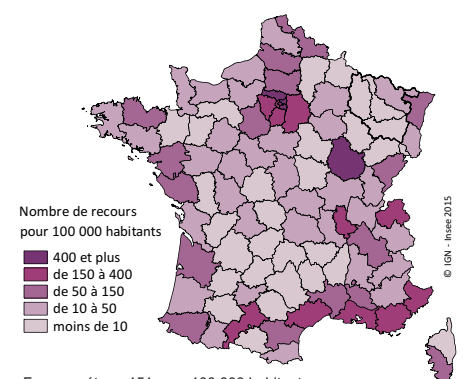 Nombre de recours
pour 100 000 habitants
400 et plus
de 150 à 400
de 50 à 150
de 10 à 50
moins de 10
© IGN - Insee 2015